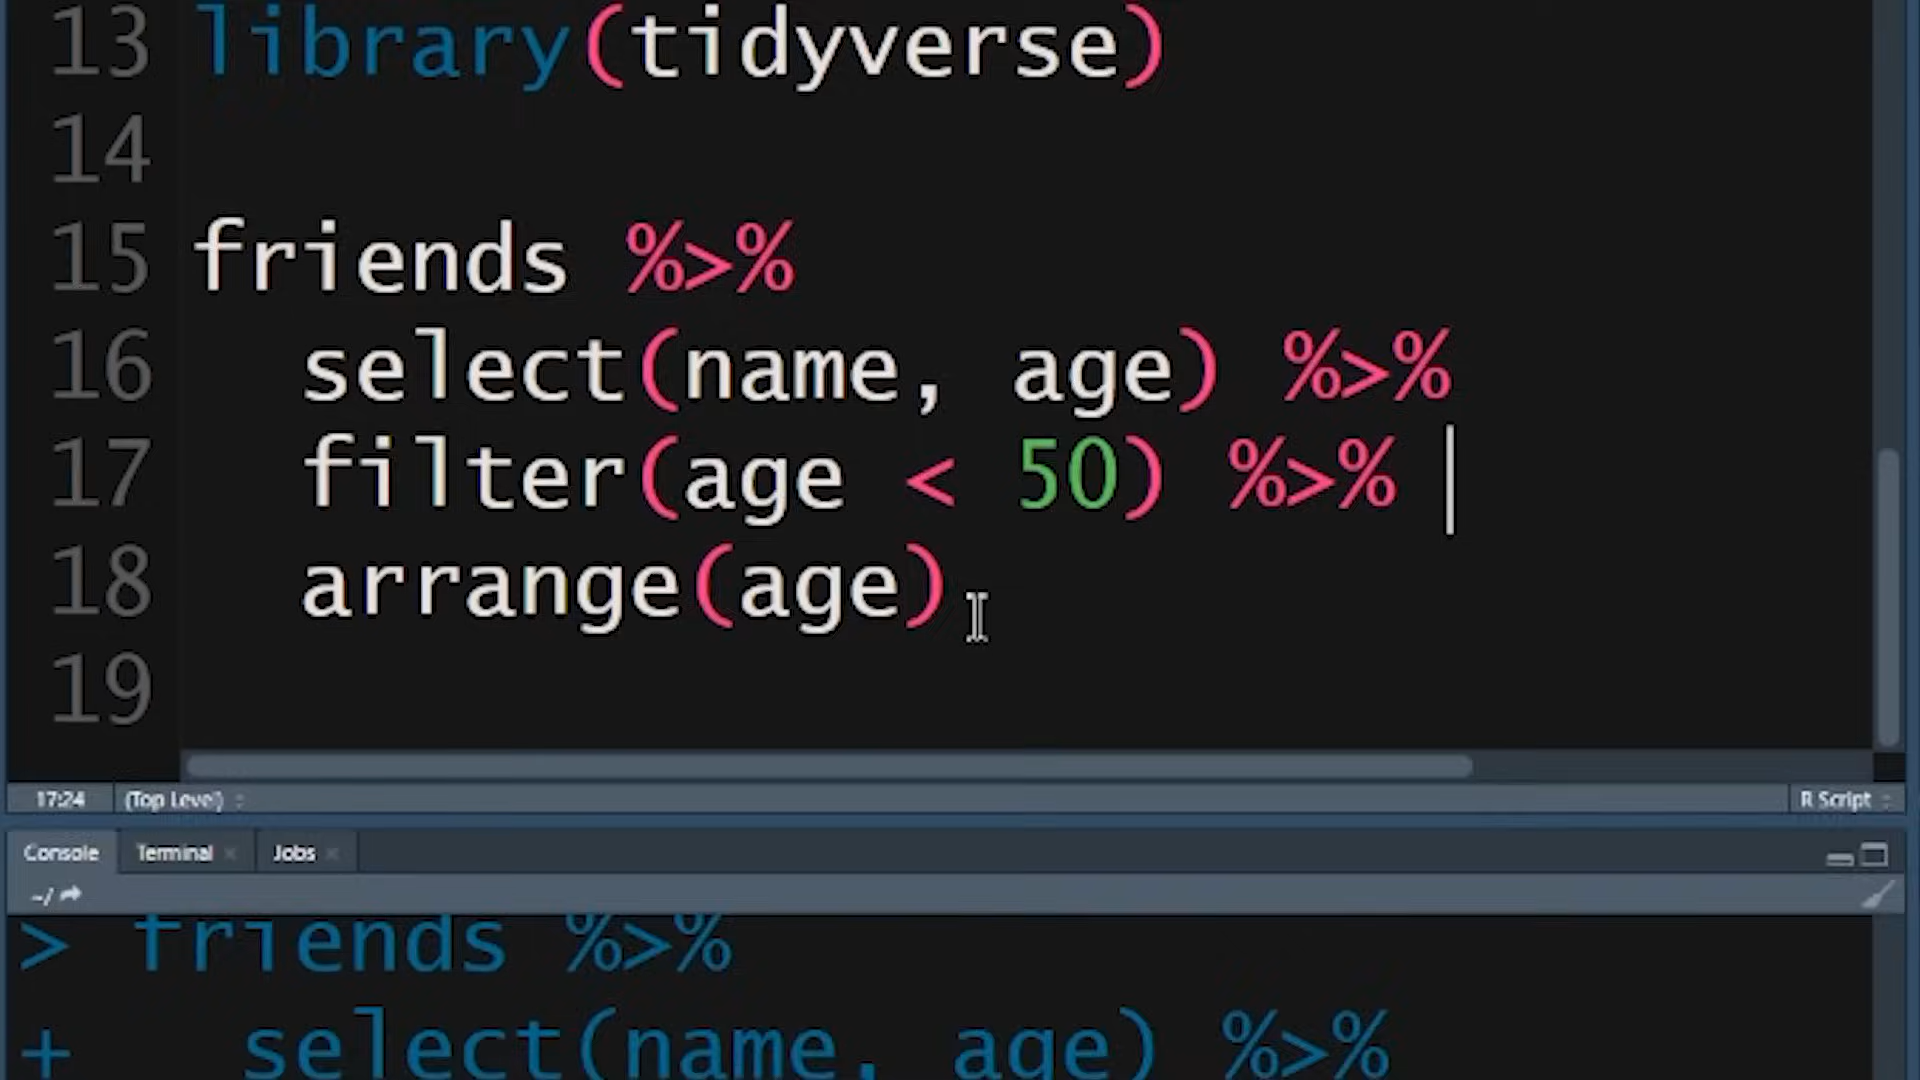 13 library(tidyverse)
14
15 friends %>%
16 select(name, age) %>%
17 filter(age < 50) %>%
18 arrange(age)
19
17:24 (Top Level) R Script
Console Terminal Jobs
~/
> friends %>%
+ select(name, age) %>%